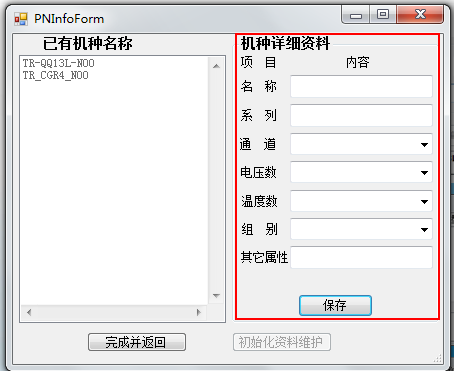 PNInfoForm
已有机种名称
TR-QQ13L-NOO
TR_CGR4_NOO
机种详细资料
项 目 内容
名 称
系 列
通 道
电压数
温度数
组 别
其它属性
保存
完成并返回
初始化资料维护